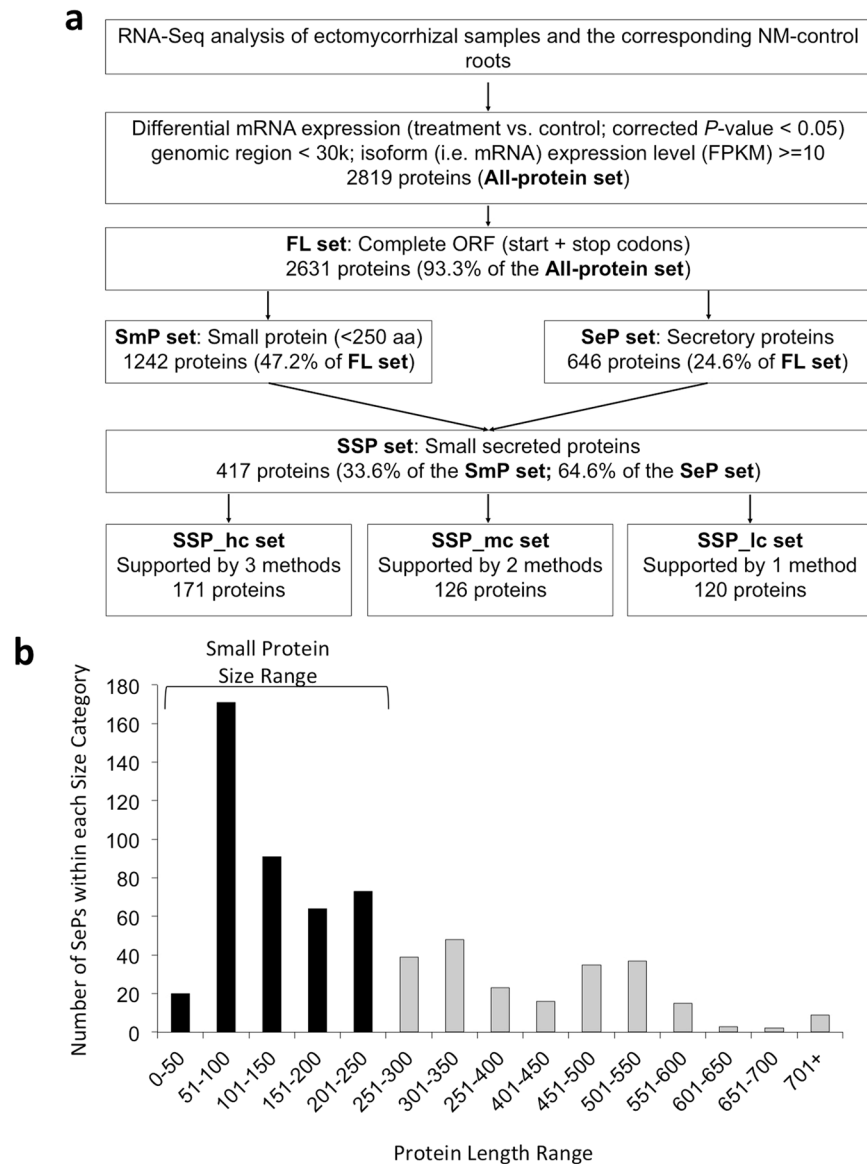 a
RNA-Seq analysis of ectomycorrhizal samples and the corresponding NM-control
roots
Differential mRNA expression (treatment vs. control; corrected P-value < 0.05)
genomic region < 30k; isoform (i.e. mRNA) expression level (FPKM) >=10
2819 proteins (All-protein set)
FL set: Complete ORF (start + stop codons)
2631 proteins (93.3% of the All-protein set)
SmP set: Small protein (<250 aa)
1242 proteins (47.2% of FL set)
SeP set: Secretory proteins
646 proteins (24.6% of FL set)
SSP set: Small secreted proteins
417 proteins (33.6% of the SmP set; 64.6% of the SeP set)
SSP_hc set
Supported by 3 methods
171 proteins
SSP_mc set
Supported by 2 methods
126 proteins
SSP_lc set
Supported by 1 method
120 proteins
b
Small Protein
Size Range
Number of SePs within each Size Category
180
160
140
120
100
80
60
40
20
0
0-50
51-100
101-150
151-200
201-250
251-300
301-350
251-400
401-450
451-500
501-550
551-600
601-650
651-700
701+
Protein Length Range